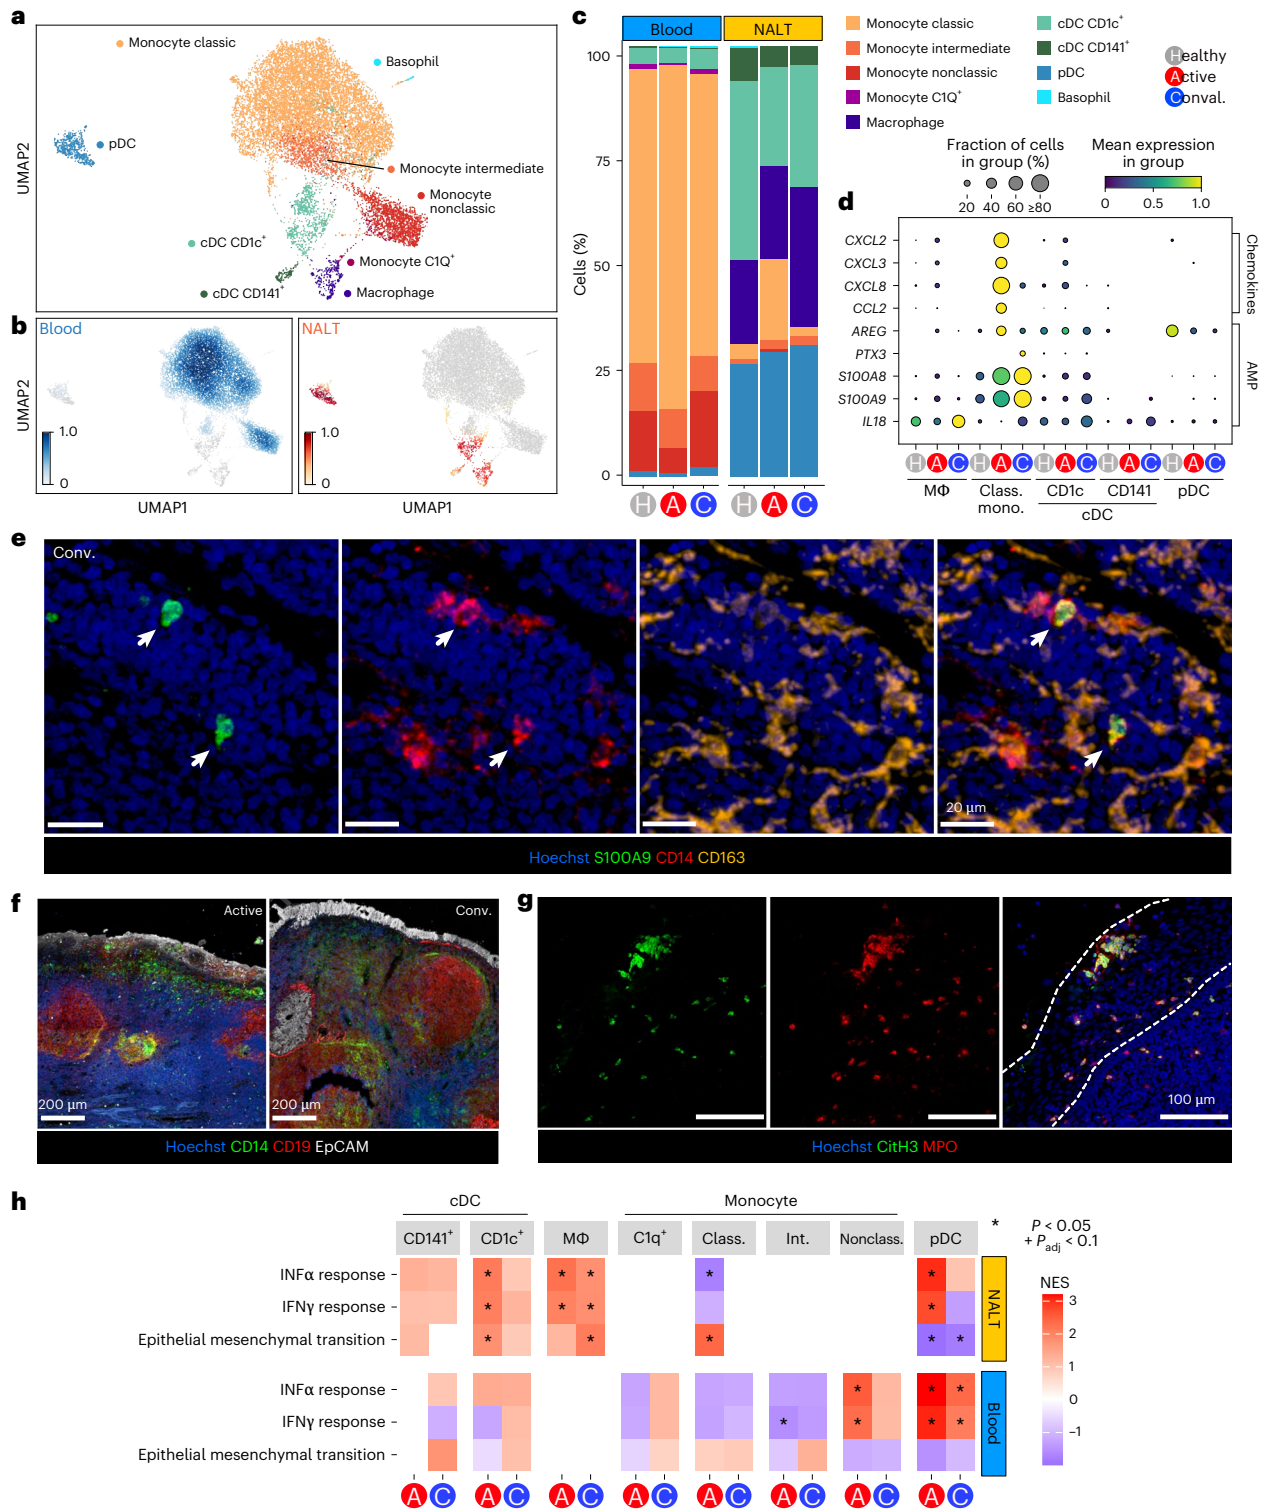 a
Monocyte classic
Basophil
pDC
Monocyte intermediate
Monocyte
nonclassic
cDC CD1c+
Monocyte C1Q+
cDC CD141+
Macrophage
UMAP2
b
Blood
NALT
1.0
0
1.0
0
UMAP2
UMAP1
UMAP1
c
Blood
NALT
Cells (%)
100
75
50
25
0
H A C H A C
Monocyte classic
Monocyte intermediate
Monocyte nonclassic
Monocyte C1Q+
Macrophage
cDC CD1c+
cDC CD141+
pDC
Basophil
Healthy
Active
Conval.
Fraction of cells
in group (%)
20 40 60 ≥80
Mean expression
in group
0 0.5 1.0
d
CXCL2
CXCL3
CXCL8
CCL2
AREG
PTX3
S100A8
S100A9
IL18
Chemokines
AMP
H A C H A C H A C H A C H A C
MΦ
Class.
mono.
CD1c
CD141
pDC
cDC
e
Conv.
20 μm
Hoechst S100A9 CD14 CD163
f
Active
Conv.
200 μm
200 μm
Hoechst CD14 CD19 EpCAM
g
100 μm
Hoechst CitH3 MPO
h
cDC
Monocyte
CD141+ CD1c+ MΦ C1q+ Class. Int. Nonclass. pDC
* P < 0.05
+ Padj < 0.1
INFα response
* * * * *
IFNγ response
* * * *
Epithelial mesenchymal transition
* * * * *
NALT
INFα response
* * *
IFNγ response
* * * *
Epithelial mesenchymal transition
Blood
NES
3
2
1
0
−1
A C A C A C A C A C A C A C A C